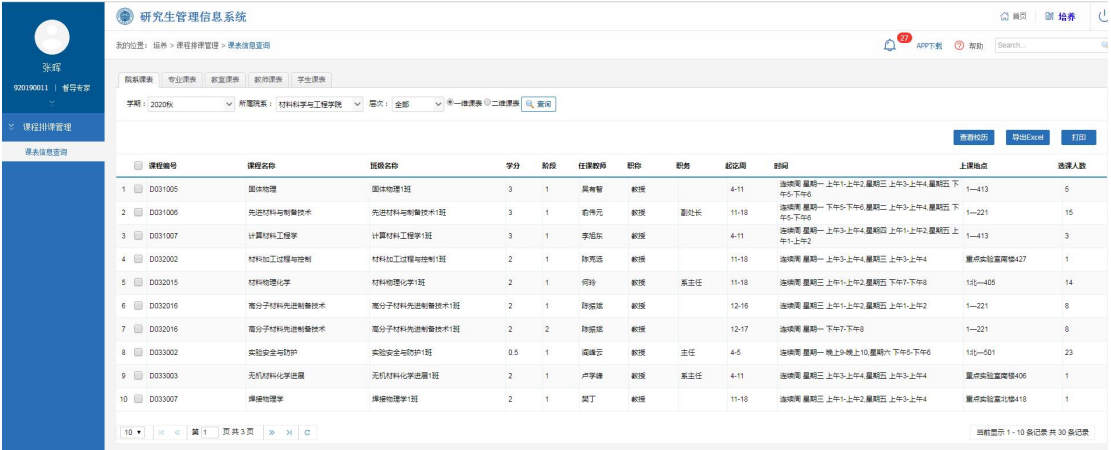 研究生管理信息系统
首页
培养
张晖
920190011 | 督导专家
课程排课管理
课表信息查询
我的位置： 培养 > 课程排课管理 > 课表信息查询
27
APP下载
帮助
Search...
院系课表 专业课表 教室课表 教师课表 学生课表
学期：2020秋 所属院系：材料科学与工程学院 层次：全部 一维课表 二维课表 查询
查看校历 导出Excel 打印
课程编号 课程名称 班级名称 学分 阶段 任课教师 职称 职务 起讫周 时间 上课地点 选课人数
1 D031005 固体物理 固体物理1班 3 1 吴有智 教授 4-11 连续周 星期一 上午1-上午2,星期三 上午3-上午4,星期五 下午5-下午6 1—413 5
2 D031006 先进材料与制备技术 先进材料与制备技术1班 3 1 俞伟元 教授 副处长 11-18 连续周 星期一 下午5-下午6,星期二 上午3-上午4,星期五 下午5-下午6 1—221 15
3 D031007 计算材料工程学 计算材料工程学1班 3 1 李旭东 教授 4-11 连续周 星期一 上午3-上午4,星期四 上午1-上午2,星期五 上午1-上午2 1—413 3
4 D032002 材料加工过程与控制 材料加工过程与控制1班 2 1 陈克选 教授 11-18 连续周 星期一 上午3-上午4,星期三 上午3-上午4 重点实验室南楼427 1
5 D032015 材料物理化学 材料物理化学1班 2 1 何玲 教授 系主任 11-18 连续周 星期三 上午1-上午2,星期五 下午7-下午8 1北—405 14
6 D032016 高分子材料先进制备技术 高分子材料先进制备技术1班 2 1 陈振斌 教授 12-16 连续周 星期三 上午1-上午2,星期五 上午1-上午2 1—221 8
7 D032016 高分子材料先进制备技术 高分子材料先进制备技术1班 2 2 陈振斌 教授 12-17 连续周 星期一 下午7-下午8 1—221 8
8 D033002 实验安全与防护 实验安全与防护1班 0.5 1 阎峰云 教授 主任 4-5 连续周 星期一 晚上9-晚上10,星期六 下午5-下午6 1北—501 23
9 D033003 无机材料化学进展 无机材料化学进展1班 2 1 卢学峰 教授 系主任 4-11 连续周 星期三 上午3-上午4,星期五 上午3-上午4 重点实验室南楼406 1
10 D033007 焊接物理学 焊接物理学1班 2 1 樊丁 教授 11-18 连续周 星期三 上午1-上午2,星期五 上午3-上午4 重点实验室北楼418 1
10 第 1 页共3页
当前显示 1 - 10 条记录 共 30 条记录